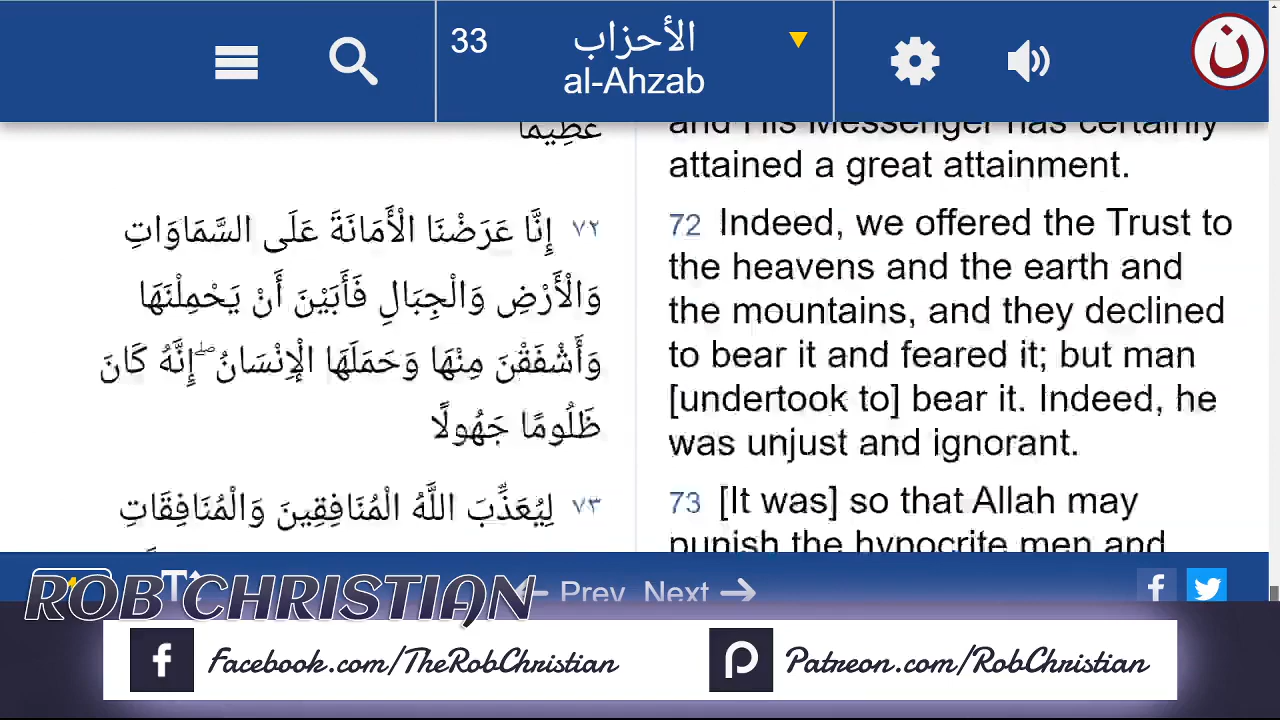 33
الأحزاب
al-Ahzab
ن
عَظِيمًا
and His Messenger has certainly
attained a great attainment.
٧٢ إِنَّا عَرَضْنَا الْأَمَانَةَ عَلَى السَّمَاوَاتِ
وَالْأَرْضِ وَالْجِبَالِ فَأَبَيْنَ أَنْ يَحْمِلْنَهَا
وَأَشْفَقْنَ مِنْهَا وَحَمَلَهَا الْإِنْسَانُ ۖ إِنَّهُ كَانَ
ظَلُومًا جَهُولًا
72 Indeed, we offered the Trust to
the heavens and the earth and
the mountains, and they declined
to bear it and feared it; but man
[undertook to] bear it. Indeed, he
was unjust and ignorant.
٧٣ لِيُعَذِّبَ اللَّهُ الْمُنَافِقِينَ وَالْمُنَافِقَاتِ
73 [It was] so that Allah may
punish the hypocrite men and
Prev Next
ROB CHRISTIAN
Facebook.com/TheRobChristian
Patreon.com/RobChristian